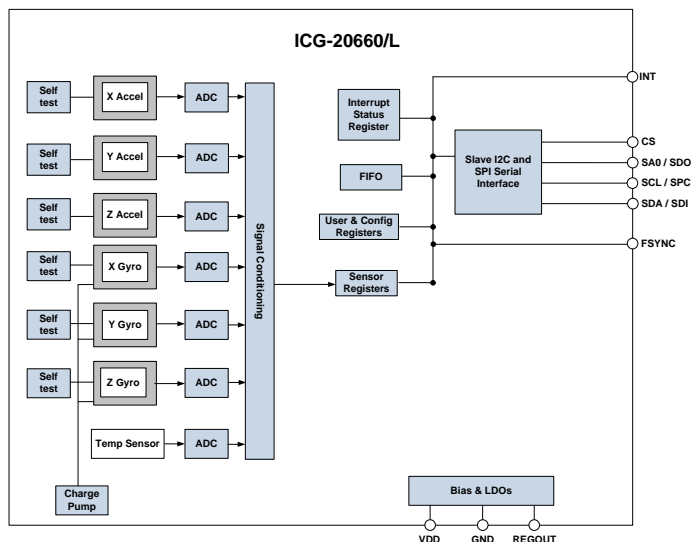 ICG-20660/L
Self
test
X Accel
ADC
Self
test
Y Accel
ADC
Self
test
Z Accel
ADC
Self
test
X Gyro
ADC
Self
test
Y Gyro
ADC
Self
test
Z Gyro
ADC
Temp Sensor
ADC
Charge
Pump
Signal Conditioning
Interrupt
Status
Register
FIFO
User & Config
Registers
Sensor
Registers
Slave I2C and
SPI Serial
Interface
INT
CS
SA0 / SDO
SCL / SPC
SDA / SDI
FSYNC
Bias & LDOs
VDD
GND
REGOUT